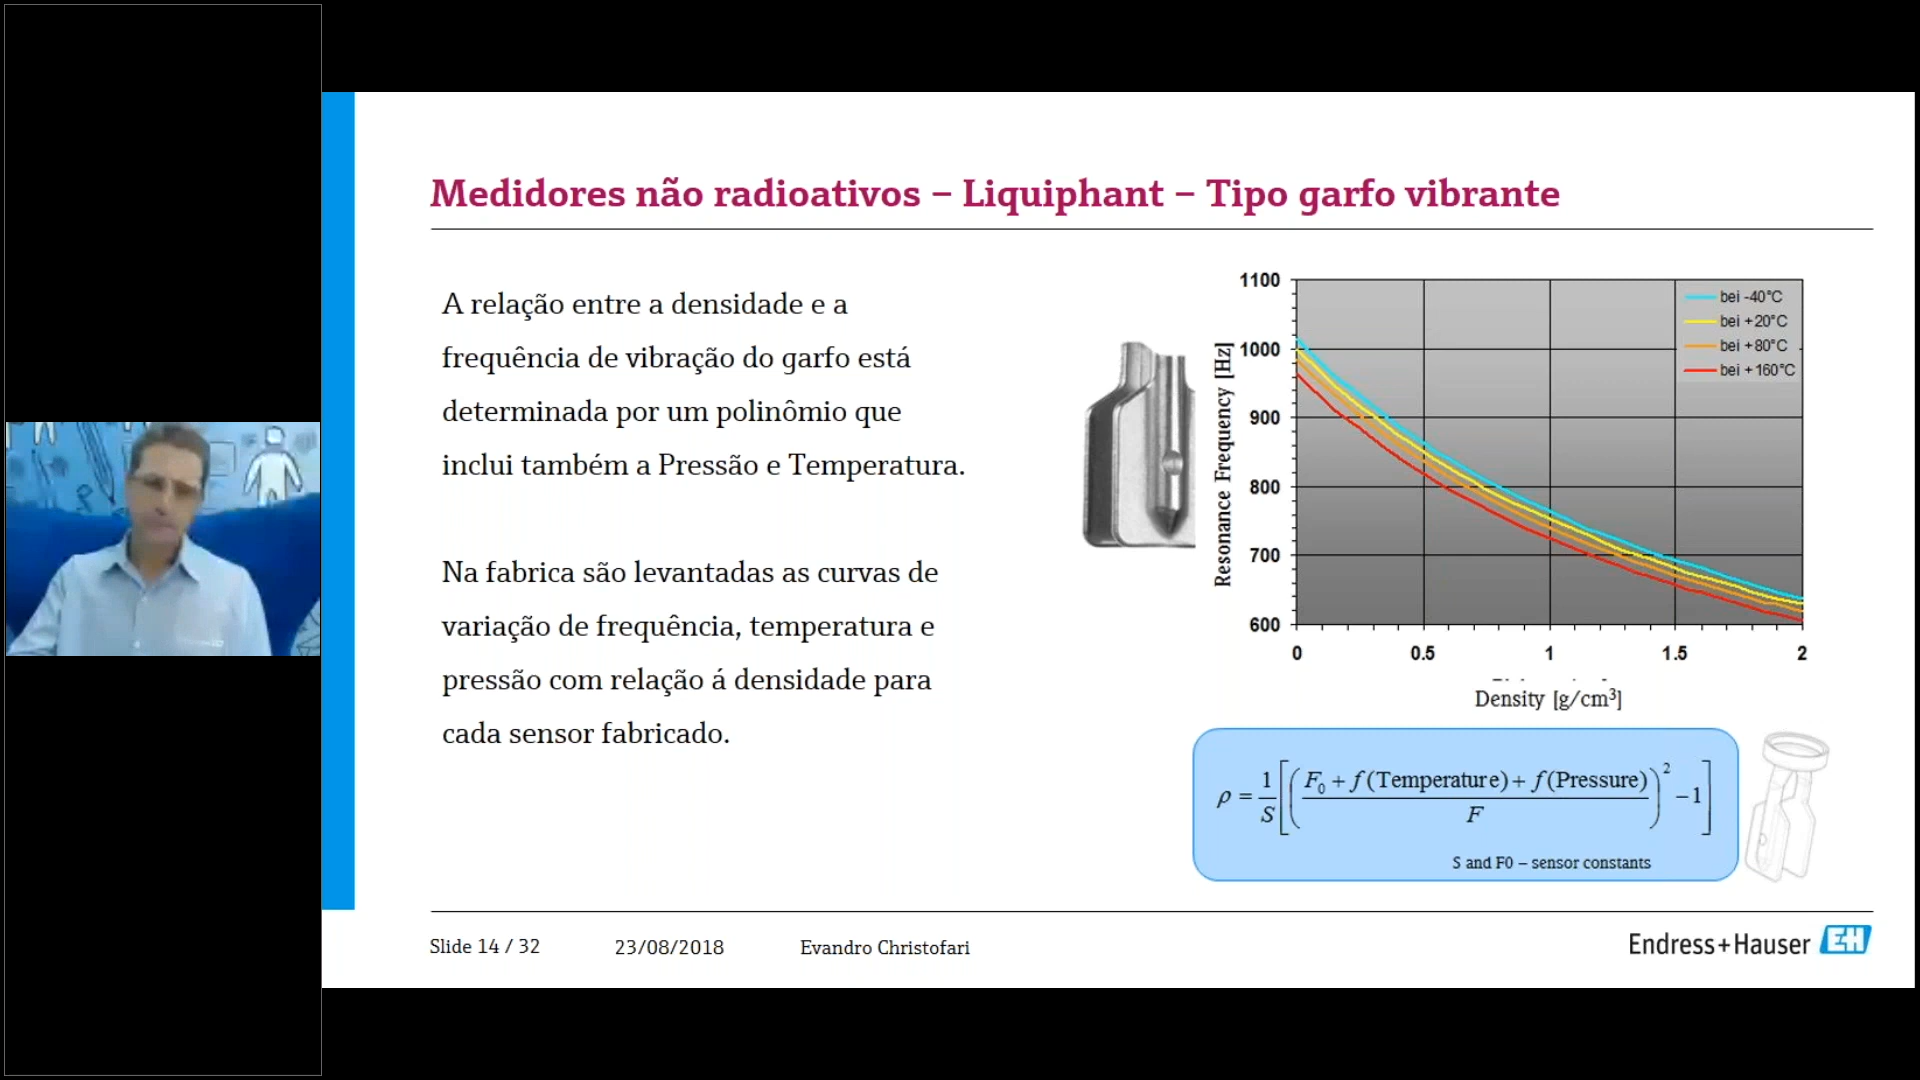 Medidores não radioativos – Liquiphant – Tipo garfo vibrante
A relação entre a densidade e a
frequência de vibração do garfo está
determinada por um polinômio que
inclui também a Pressão e Temperatura.
Na fabrica são levantadas as curvas de
variação de frequência, temperatura e
pressão com relação á densidade para
cada sensor fabricado.
Resonance Frequency [Hz]
1100
1000
900
800
700
600
0 0.5 1 1.5 2
bei -40°C
bei +20°C
bei +80°C
bei +160°C
Density [g/cm³]
ρ = 1/S [((F₀ + f(Temperature) + f(Pressure))/F)² − 1]
S and F0 – sensor constants
Slide 14 / 32 23/08/2018 Evandro Christofari
Endress+Hauser EH